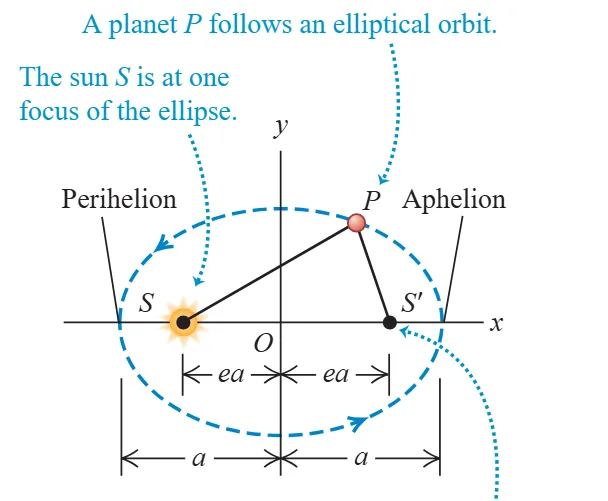 A planet P follows an elliptical orbit.
The sun S is at one
focus of the ellipse.
y
Perihelion
P
Aphelion
S
S′
x
O
ea
ea
a
a